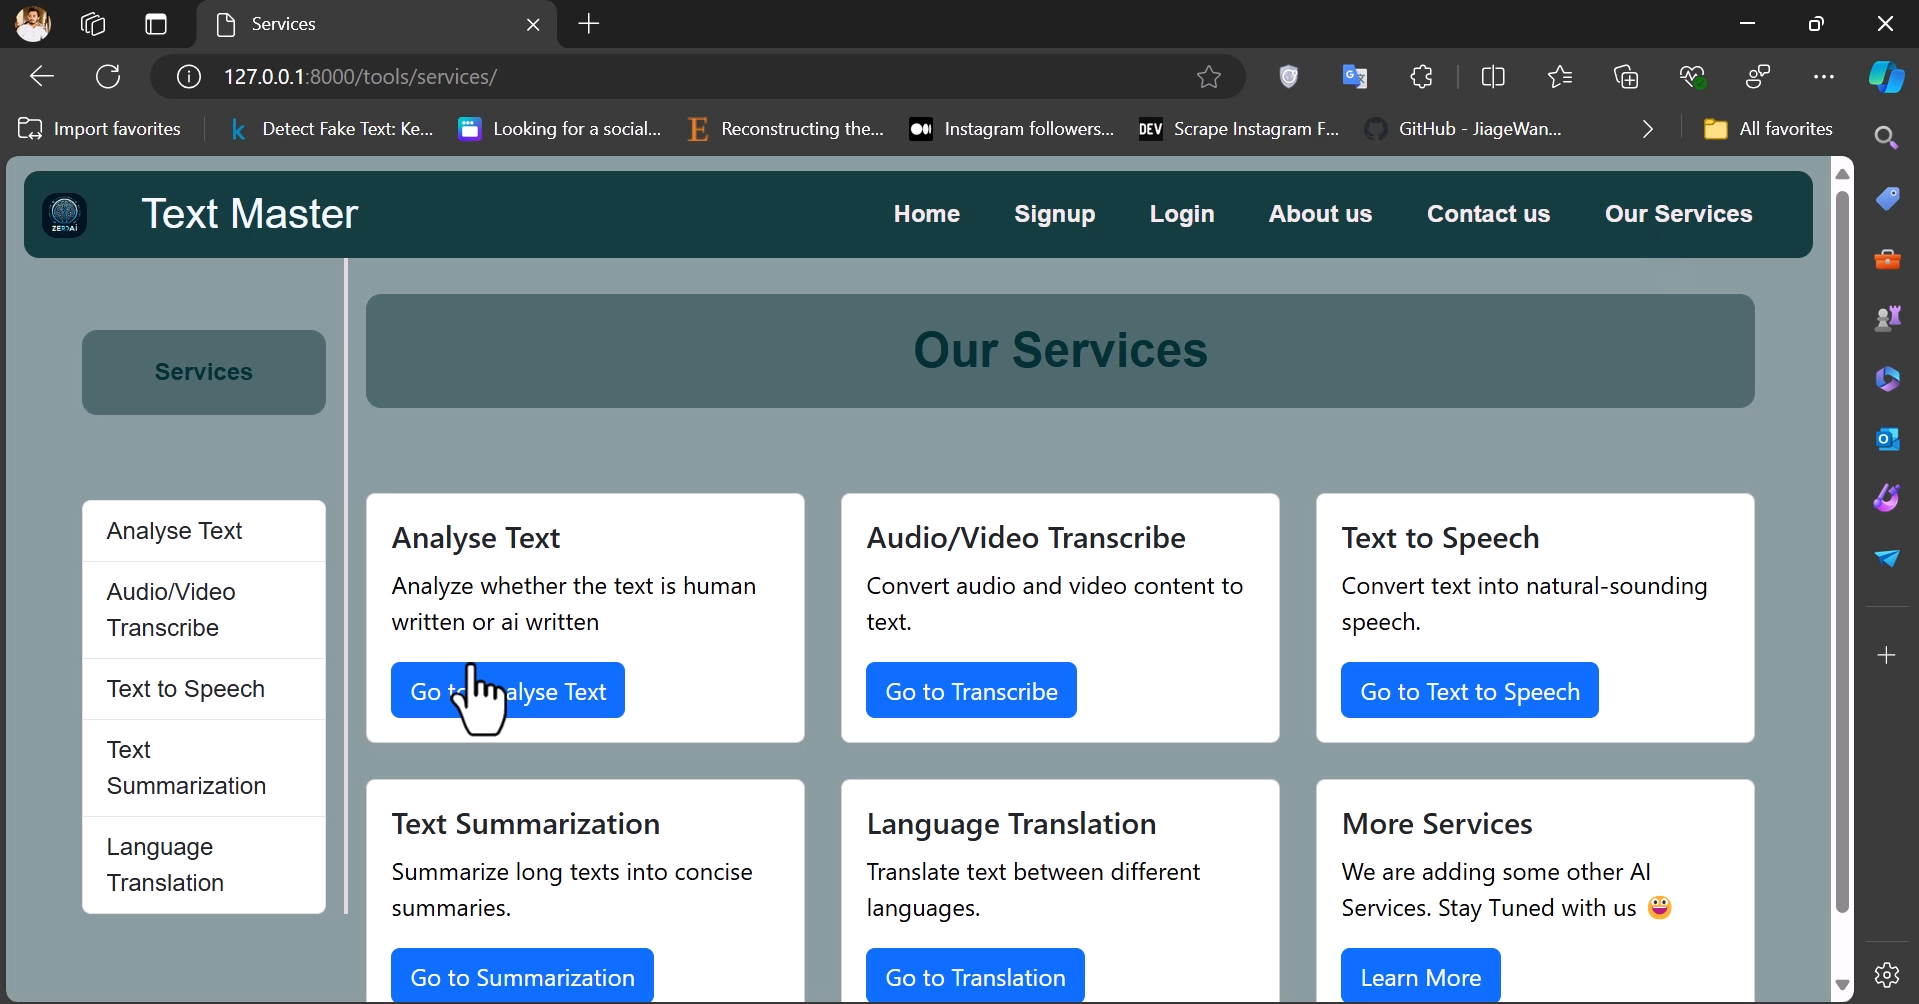 Services
127.0.0.1:8000/tools/services/
Import favorites
Detect Fake Text: Ke...
Looking for a social...
Reconstructing the...
Instagram followers...
DEV
Scrape Instagram F...
GitHub - JiageWan...
All favorites
ZEROAI
Text Master
Home
Signup
Login
About us
Contact us
Our Services
Services
Our Services
Analyse Text
Audio/Video
Transcribe
Text to Speech
Text
Summarization
Language
Translation
Analyse Text
Analyze whether the text is human
written or ai written
Go to Analyse Text
Audio/Video Transcribe
Convert audio and video content to
text.
Go to Transcribe
Text to Speech
Convert text into natural-sounding
speech.
Go to Text to Speech
Text Summarization
Summarize long texts into concise
summaries.
Go to Summarization
Language Translation
Translate text between different
languages.
Go to Translation
More Services
We are adding some other AI
Services. Stay Tuned with us 😀
Learn More